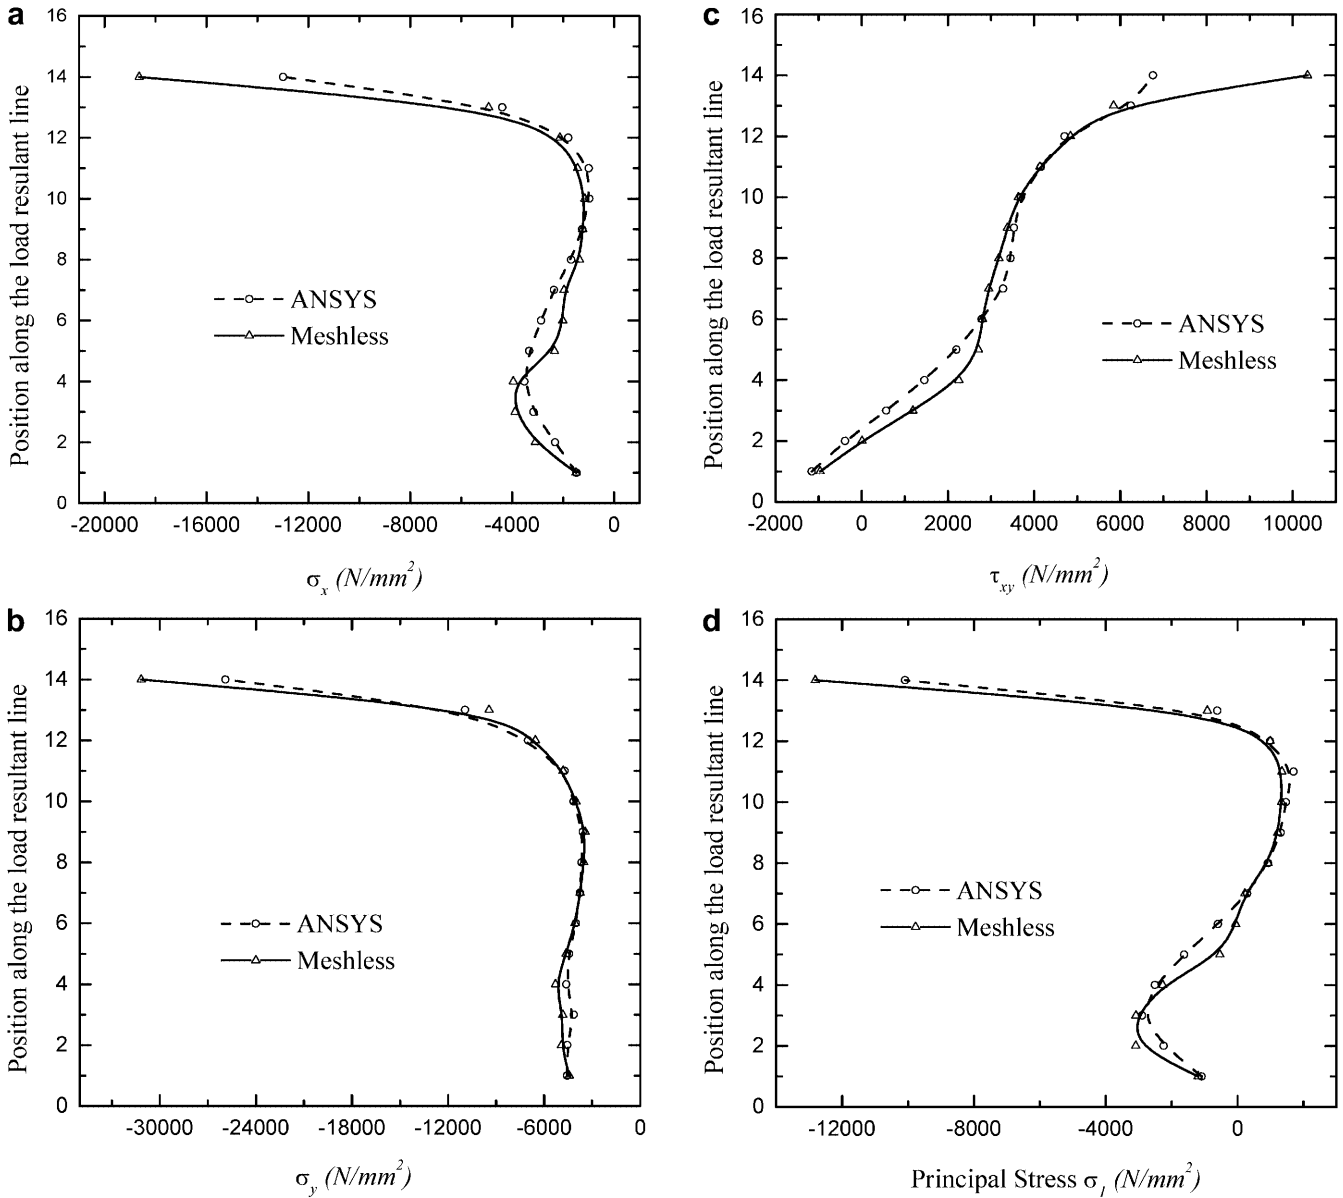 a
16
14
12
10
8
6
4
2
0
Position along the load resulant line
ANSYS
Meshless
-20000 -16000 -12000 -8000 -4000 0
σx (N/mm2)
c
16
14
12
10
8
6
4
2
0
Position along the load resultant line
ANSYS
Meshless
-2000 0 2000 4000 6000 8000 10000
τxy (N/mm2)
b
16
14
12
10
8
6
4
2
0
Position along the load resultant line
ANSYS
Meshless
-30000 -24000 -18000 -12000 -6000 0
σy (N/mm2)
d
16
14
12
10
8
6
4
2
0
Position along the load resultant line
ANSYS
Meshless
-12000 -8000 -4000 0
Principal Stress σ1 (N/mm2)